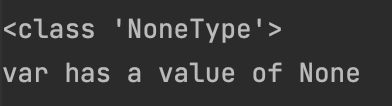 <class 'NoneType'>
var has a value of None